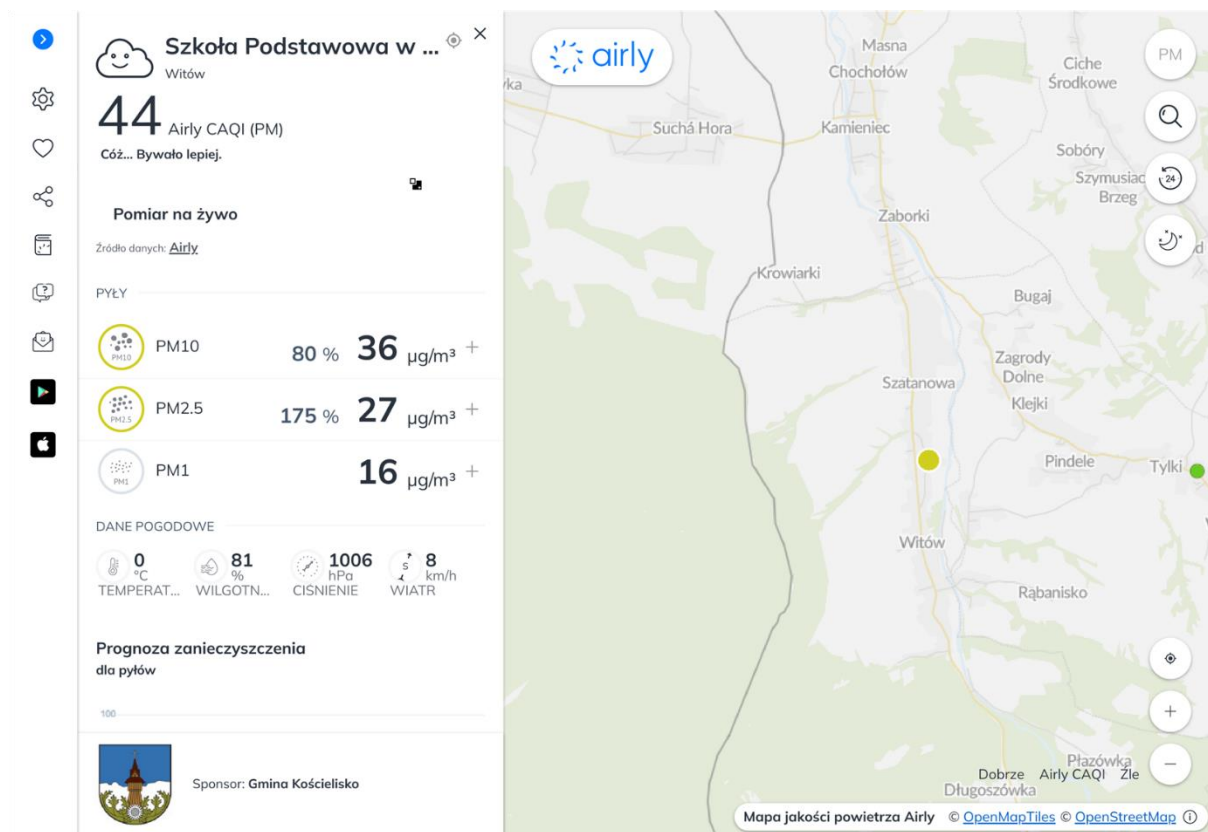 Szkoła Podstawowa w ...
Witów
44 Airly CAQI (PM)
Cóż... Bywało lepiej.
Pomiar na żywo
Źródło danych: Airly
PYŁY
PM10 PM10 80 % 36 µg/m³ +
PM2.5 PM2.5 175 % 27 µg/m³ +
PM1 PM1 16 µg/m³ +
DANE POGODOWE
0 °C TEMPERAT...
81 % WILGOTN...
1006 hPa CIŚNIENIE
S 8 km/h WIATR
Prognoza zanieczyszczenia
dla pyłów
100
Sponsor: Gmina Kościelisko
airly
PM
24
Masna
Chochołów
Ciche
Środkowe
Suchá Hora
Kamieniec
Sobóry
Szymusiac
Brzeg
Zaborki
Krowiarki
Bugaj
Zagrody
Dolne
Szatanowa
Klejki
Pindele
Tylki
Witów
Rąbanisko
Płazówka
Dobrze Airly CAQI Źle
Długoszówka
Mapa jakości powietrza Airly © OpenMapTiles © OpenStreetMap